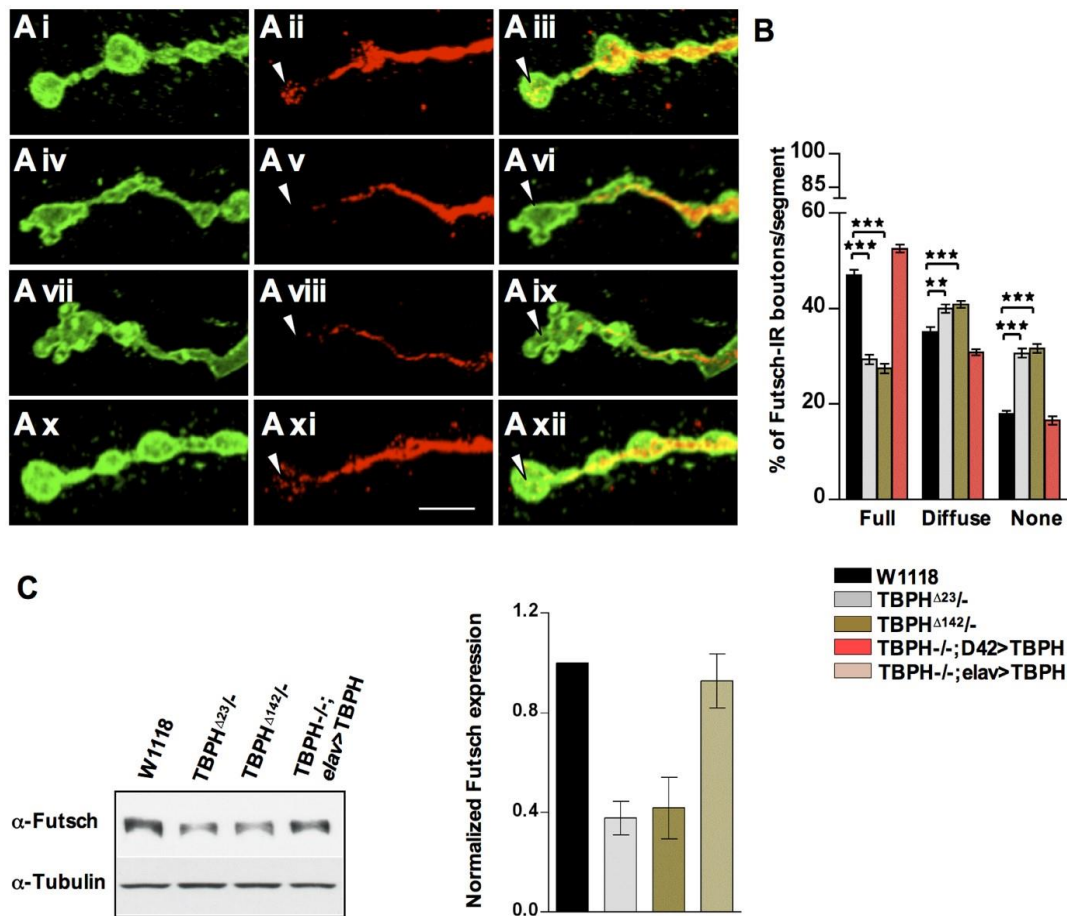 A i
A ii
A iii
A iv
A v
A vi
A vii
A viii
A ix
A x
A xi
A xii
B
% of Futsch-IR boutons/segment
100
85
60
40
20
0
★★★
★★★
★★★
★★
★★★
★★★
Full Diffuse None
W1118
TBPHΔ23/-
TBPHΔ142/-
TBPH-/-;D42>TBPH
TBPH-/-;elav>TBPH
C
W1118
TBPHΔ23/-
TBPHΔ142/-
TBPH-/-;
elav>TBPH
α-Futsch
α-Tubulin
Normalized Futsch expression
1.2
0.8
0.4
0.0